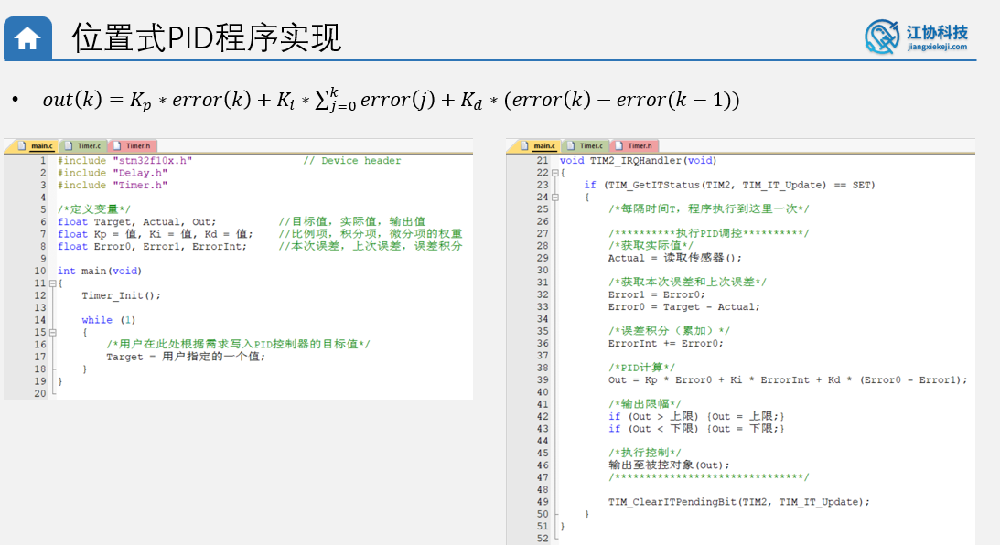 位置式PID程序实现
江协科技
jiangxiekeji.com
• out(k) = K_p * error(k) + K_i * ∑_{j=0}^{k} error(j) + K_d * (error(k) − error(k − 1))
main.c Timer.c Timer.h
1 #include "stm32f10x.h" // Device header
2 #include "Delay.h"
3 #include "Timer.h"
4
5 /*定义变量*/
6 float Target, Actual, Out; //目标值，实际值，输出值
7 float Kp = 值, Ki = 值, Kd = 值; //比例项，积分项，微分项的权重
8 float Error0, Error1, ErrorInt; //本次误差，上次误差，误差积分
9
10 int main(void)
11 {
12 Timer_Init();
13
14 while (1)
15 {
16 /*用户在此处根据需求写入PID控制器的目标值*/
17 Target = 用户指定的一个值;
18 }
19 }
20
main.c Timer.c Timer.h
21 void TIM2_IRQHandler(void)
22 {
23 if (TIM_GetITStatus(TIM2, TIM_IT_Update) == SET)
24 {
25 /*每隔时间T，程序执行到这里一次*/
26
27 /**********执行PID调控**********/
28 /*获取实际值*/
29 Actual = 读取传感器();
30
31 /*获取本次误差和上次误差*/
32 Error1 = Error0;
33 Error0 = Target - Actual;
34
35 /*误差积分（累加）*/
36 ErrorInt += Error0;
37
38 /*PID计算*/
39 Out = Kp * Error0 + Ki * ErrorInt + Kd * (Error0 - Error1);
40
41 /*输出限幅*/
42 if (Out > 上限) {Out = 上限;}
43 if (Out < 下限) {Out = 下限;}
44
45 /*执行控制*/
46 输出至被控对象(Out);
47 /*******************************/
48
49 TIM_ClearITPendingBit(TIM2, TIM_IT_Update);
50 }
51 }
52